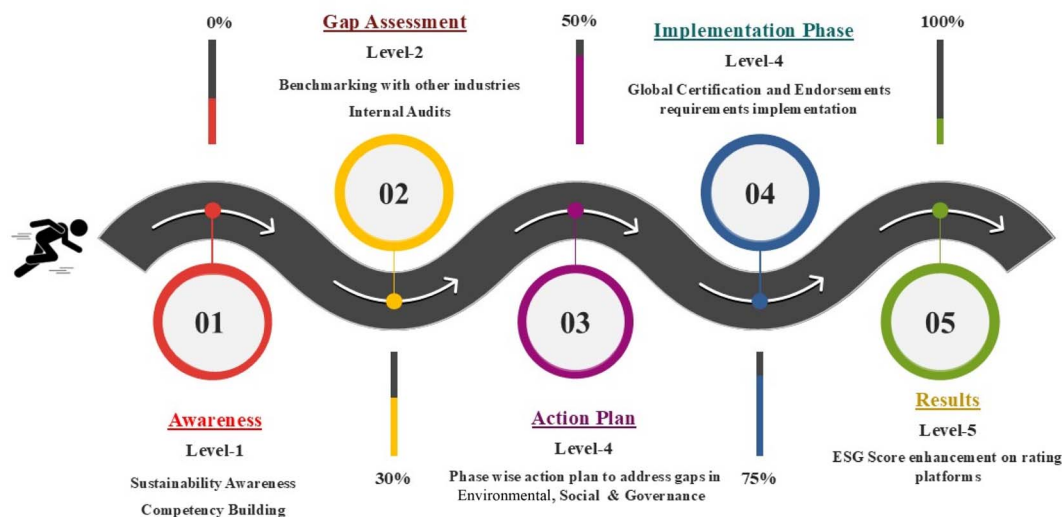 0%
Gap Assessment
Level-2
Benchmarking with other industries
Internal Audits
50%
Implementation Phase
Level-4
Global Certification and Endorsements
requirements implementation
100%
02
04
01
03
05
Awareness
Level-1
Sustainability Awareness
Competency Building
30%
Action Plan
Level-4
Phase wise action plan to address gaps in
Environmental, Social & Governance
75%
Results
Level-5
ESG Score enhancement on rating
platforms